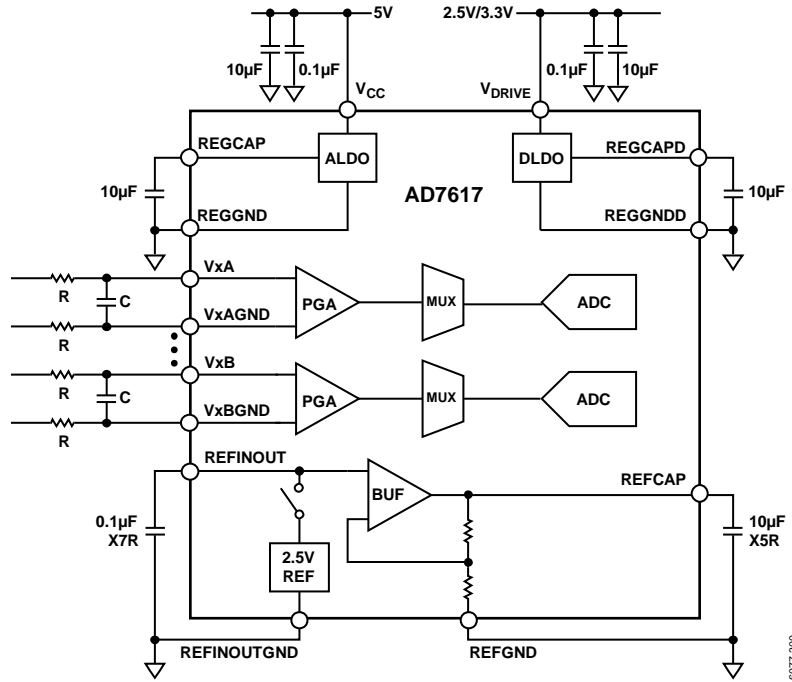 5V
2.5V/3.3V
10µF
0.1µF
0.1µF
10µF
VCC
VDRIVE
REGCAP
ALDO
DLDO
REGCAPD
10µF
AD7617
10µF
REGGND
REGGNDD
VxA
R
C
PGA
MUX
ADC
VxAGND
R
VxB
R
C
PGA
MUX
ADC
VxBGND
R
REFINOUT
REFCAP
BUF
0.1µF
X7R
10µF
X5R
2.5V
REF
REFINOUTGND
REFGND